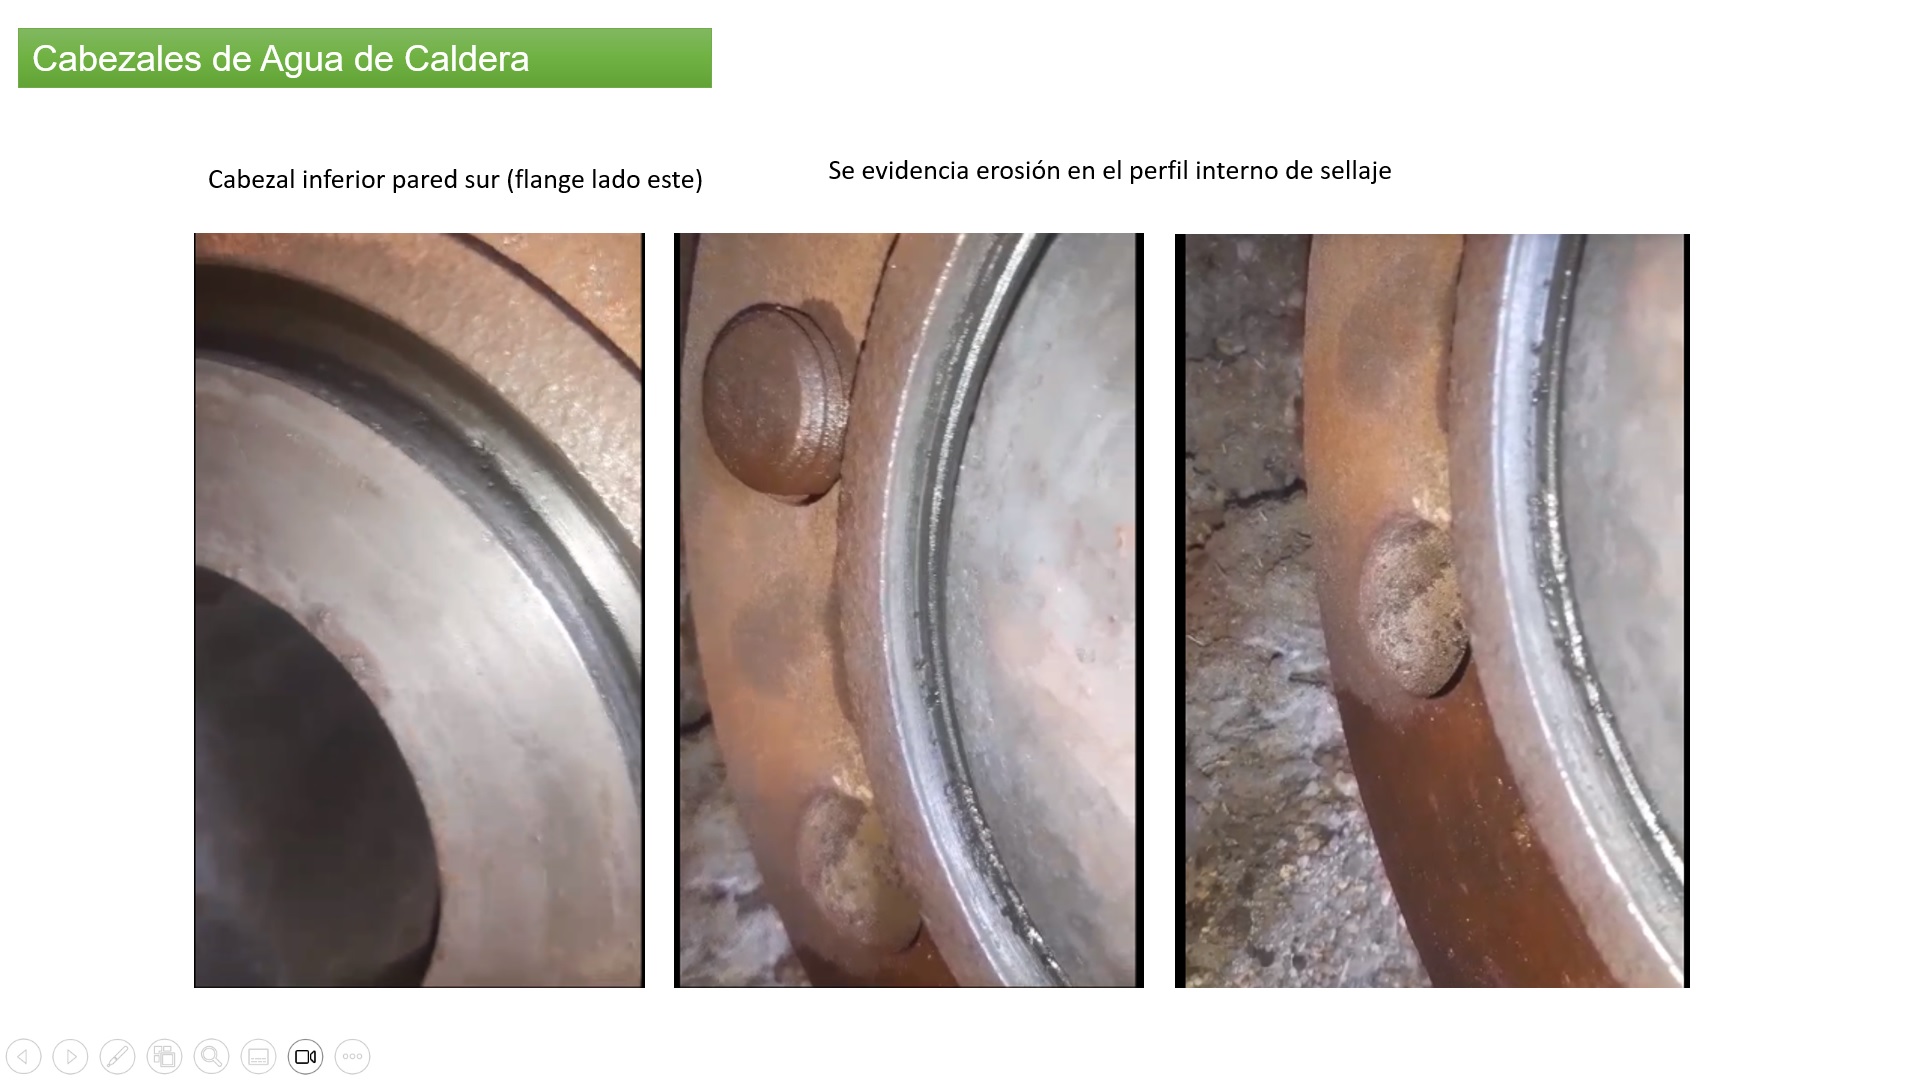 Cabezales de Agua de Caldera
Cabezal inferior pared sur (flange lado este)
Se evidencia erosión en el perfil interno de sellaje